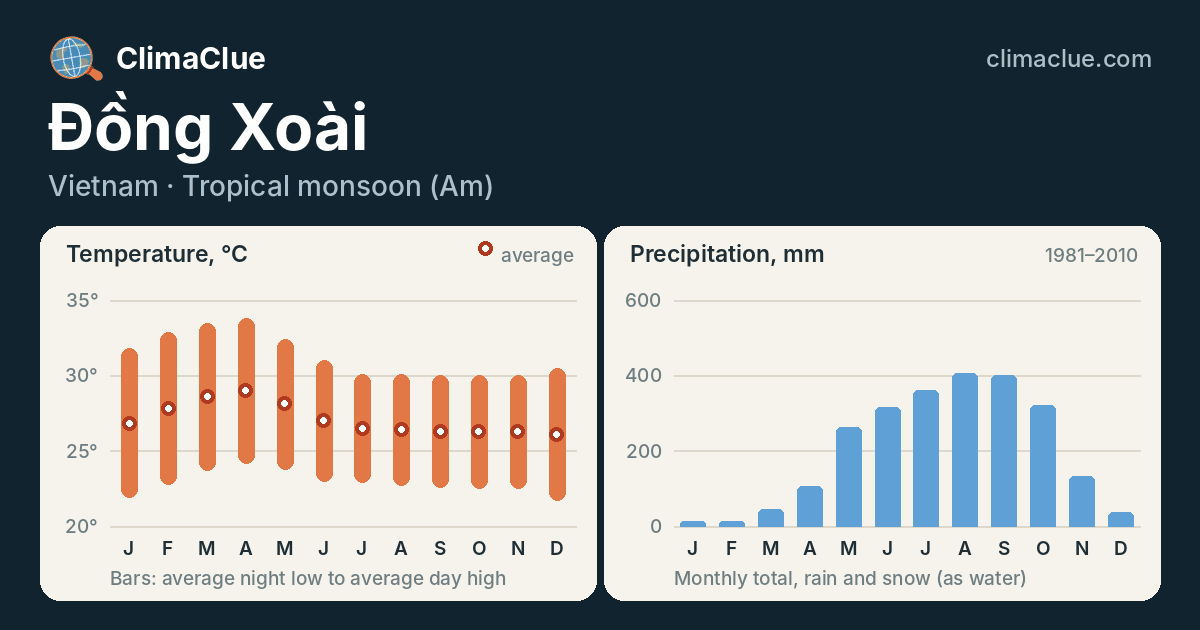 ClimaClue
climaclue.com
Đồng Xoài
Vietnam · Tropical monsoon (Am)
Temperature, °C
average
35°
30°
25°
20°
J F M A M J J A S O N D
Bars: average night low to average day high
Precipitation, mm
1981–2010
600
400
200
0
J F M A M J J A S O N D
Monthly total, rain and snow (as water)